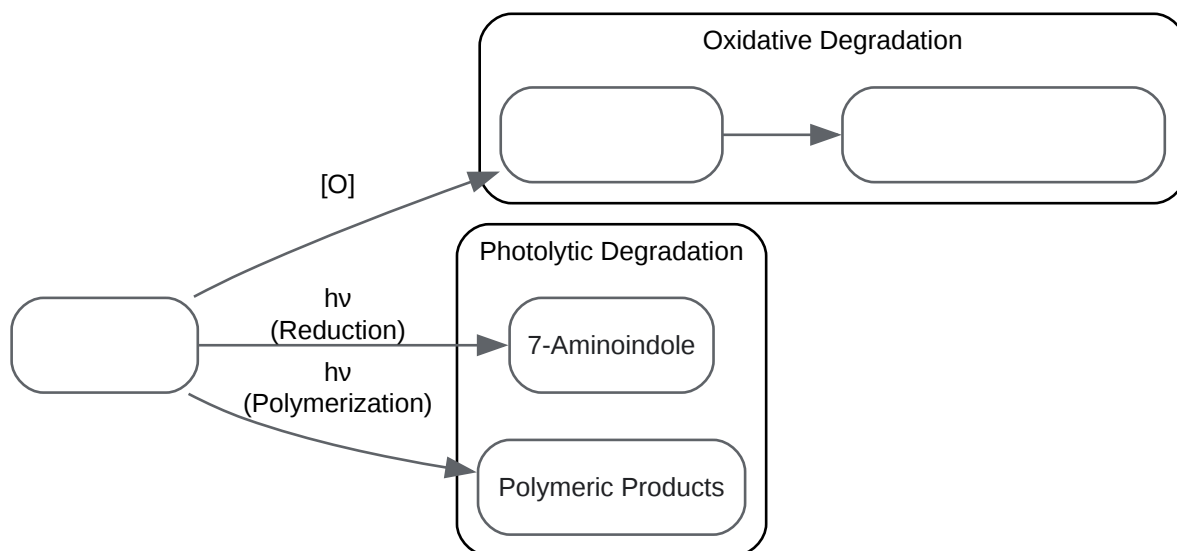 Oxidative Degradation
[O]
Photolytic Degradation
hν
(Reduction)
7-Aminoindole
hν
(Polymerization)
Polymeric Products